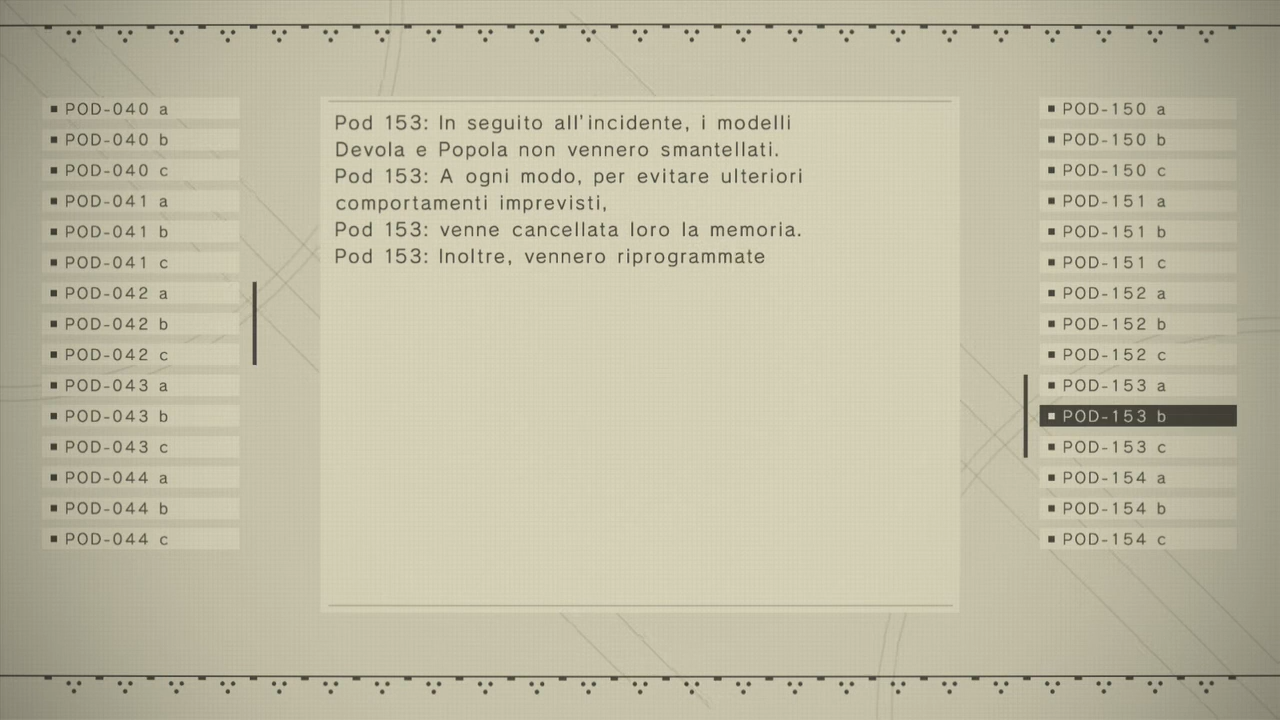 POD-040 a
POD-040 b
POD-040 c
POD-041 a
POD-041 b
POD-041 c
POD-042 a
POD-042 b
POD-042 c
POD-043 a
POD-043 b
POD-043 c
POD-044 a
POD-044 b
POD-044 c
Pod 153: In seguito all'incidente, i modelli
Devola e Popola non vennero smantellati.
Pod 153: A ogni modo, per evitare ulteriori
comportamenti imprevisti,
Pod 153: venne cancellata loro la memoria.
Pod 153: Inoltre, vennero riprogrammate
POD-150 a
POD-150 b
POD-150 c
POD-151 a
POD-151 b
POD-151 c
POD-152 a
POD-152 b
POD-152 c
POD-153 a
POD-153 b
POD-153 c
POD-154 a
POD-154 b
POD-154 c